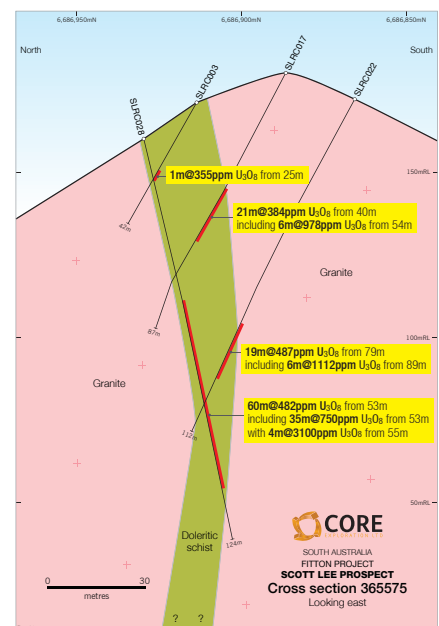 6,686,950mN
6,686,900mN
6,686,850mN
North
South
SLRC028
SLRC003
SLRC017
SLRC022
1m@355ppm U₃O₈ from 25m
150mRL
21m@384ppm U₃O₈ from 40m
including 6m@978ppm U₃O₈ from 54m
42m
Granite
87m
100mRL
19m@487ppm U₃O₈ from 79m
including 6m@1112ppm U₃O₈ from 89m
Granite
60m@482ppm U₃O₈ from 53m
including 35m@750ppm U₃O₈ from 53m
with 4m@3100ppm U₃O₈ from 55m
112m
50mRL
CORE
EXPLORATION LTD
Doleritic
schist
124m
SOUTH AUSTRALIA
FITTON PROJECT
SCOTT LEE PROSPECT
Cross section 365575
Looking east
0
30
metres
? ?